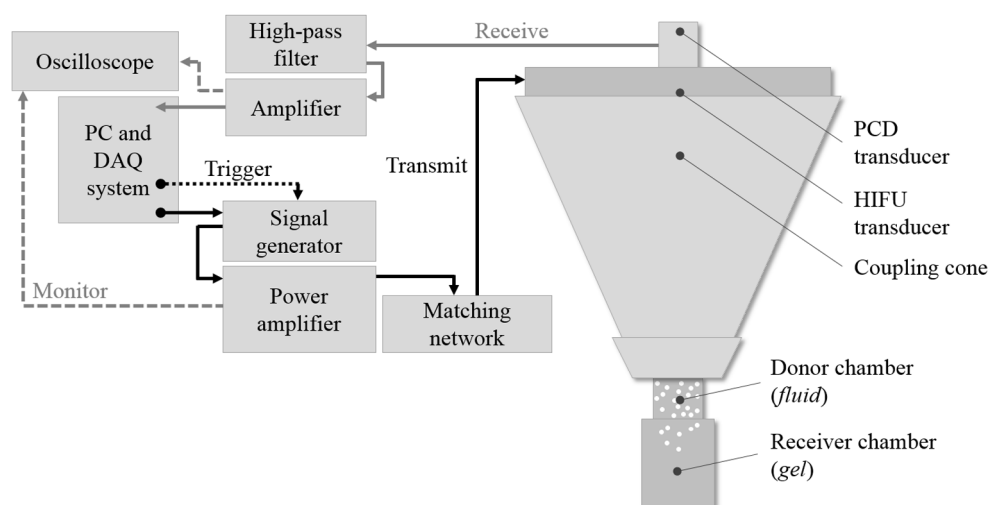 High-pass
filter
Receive
Oscilloscope
Amplifier
PC and
DAQ
system
Trigger
Transmit
Signal
generator
Monitor
Power
amplifier
Matching
network
PCD
transducer
HIFU
transducer
Coupling cone
Donor chamber
(fluid)
Receiver chamber
(gel)